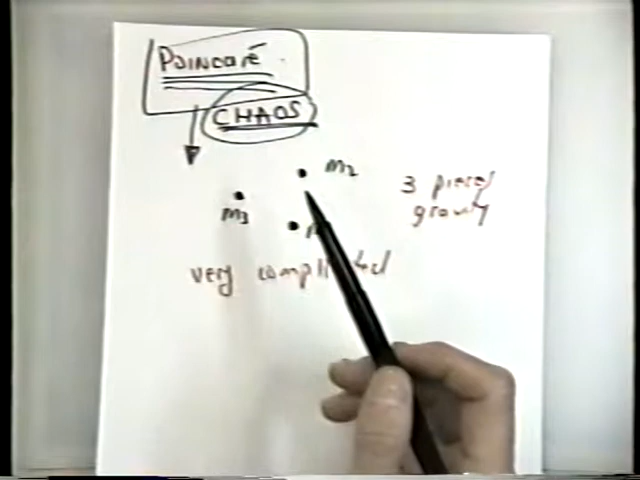 POINCARÉ
CHAOS
m2
3 pieces
gravity
m3
very complicated